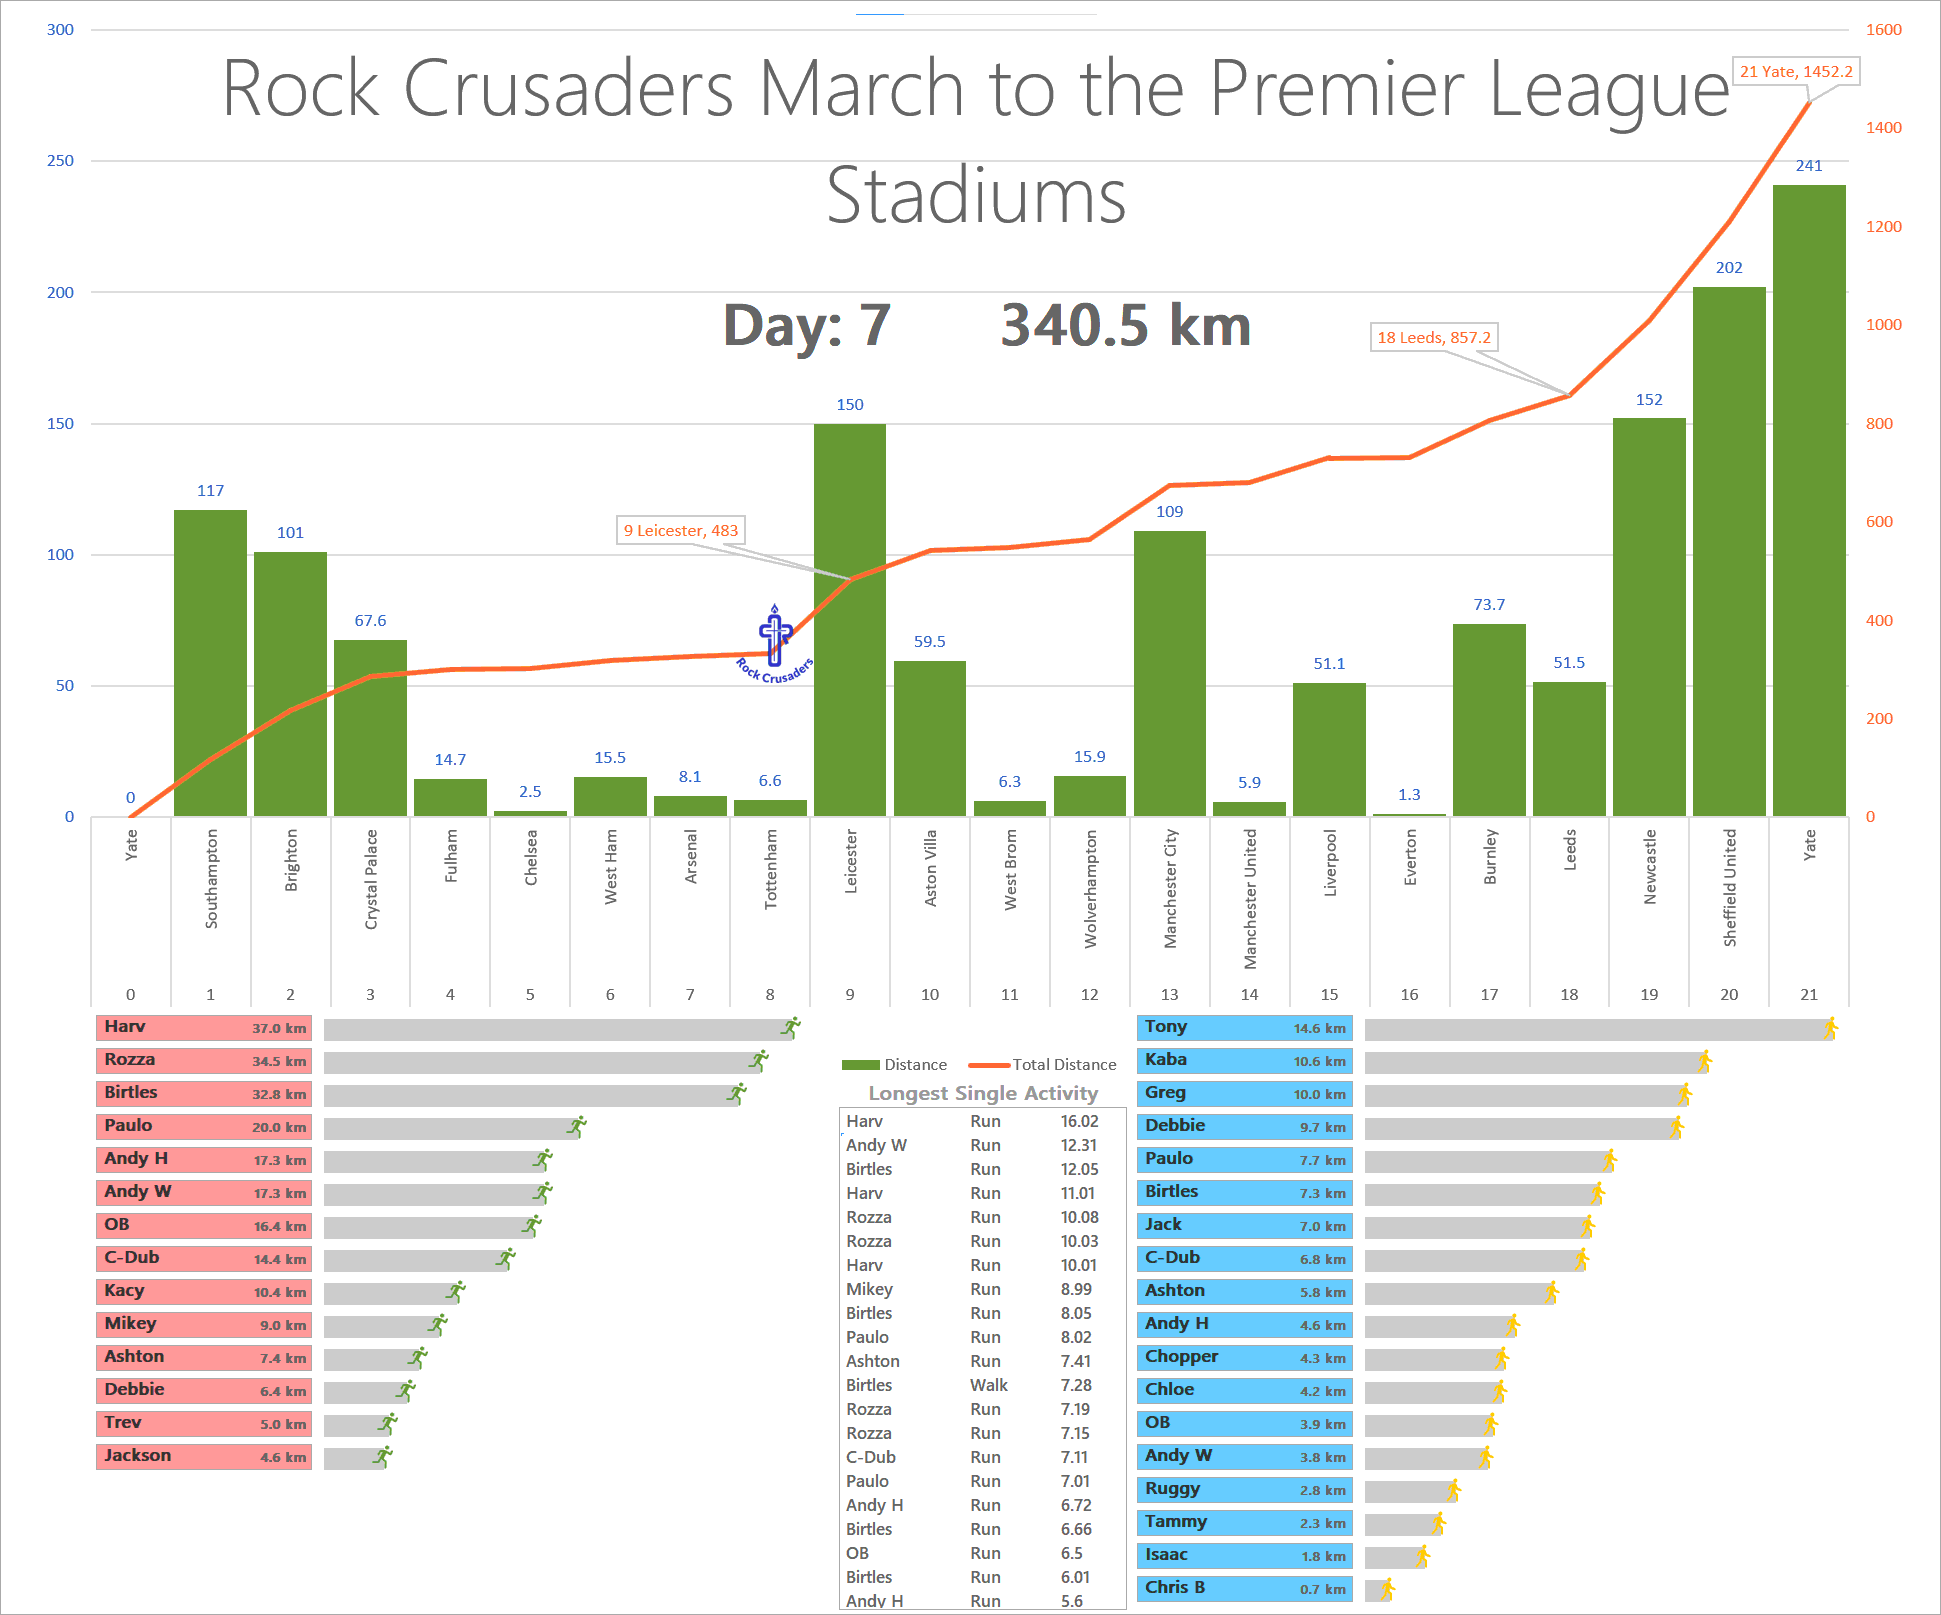 Rock Crusaders March to the Premier League
Stadiums
Day: 7 340.5 km
300
250
200
150
100
50
0
1600
1400
1200
1000
800
600
400
200
0
21 Yate, 1452.2
18 Leeds, 857.2
9 Leicester, 483
Rock Crusaders
0
117
101
67.6
14.7
2.5
15.5
8.1
6.6
150
59.5
6.3
15.9
109
5.9
51.1
1.3
73.7
51.5
152
202
241
Yate
Southampton
Brighton
Crystal Palace
Fulham
Chelsea
West Ham
Arsenal
Tottenham
Leicester
Aston Villa
West Brom
Wolverhampton
Manchester City
Manchester United
Liverpool
Everton
Burnley
Leeds
Newcastle
Sheffield United
Yate
0 1 2 3 4 5 6 7 8 9 10 11 12 13 14 15 16 17 18 19 20 21
Harv 37.0 km
Rozza 34.5 km
Birtles 32.8 km
Paulo 20.0 km
Andy H 17.3 km
Andy W 17.3 km
OB 16.4 km
C-Dub 14.4 km
Kacy 10.4 km
Mikey 9.0 km
Ashton 7.4 km
Debbie 6.4 km
Trev 5.0 km
Jackson 4.6 km
Distance Total Distance
Longest Single Activity
Harv Run 16.02
Andy W Run 12.31
Birtles Run 12.05
Harv Run 11.01
Rozza Run 10.08
Rozza Run 10.03
Harv Run 10.01
Mikey Run 8.99
Birtles Run 8.05
Paulo Run 8.02
Ashton Run 7.41
Birtles Walk 7.28
Rozza Run 7.19
Rozza Run 7.15
C-Dub Run 7.11
Paulo Run 7.01
Andy H Run 6.72
Birtles Run 6.66
OB Run 6.5
Birtles Run 6.01
Andy H Run 5.6
Tony 14.6 km
Kaba 10.6 km
Greg 10.0 km
Debbie 9.7 km
Paulo 7.7 km
Birtles 7.3 km
Jack 7.0 km
C-Dub 6.8 km
Ashton 5.8 km
Andy H 4.6 km
Chopper 4.3 km
Chloe 4.2 km
OB 3.9 km
Andy W 3.8 km
Ruggy 2.8 km
Tammy 2.3 km
Isaac 1.8 km
Chris B 0.7 km